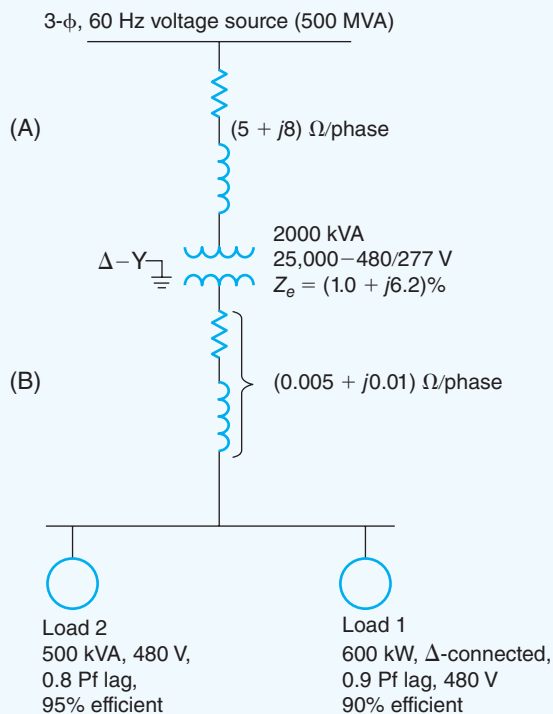 3-ϕ, 60 Hz voltage source (500 MVA)
(A)
(5 + j8) Ω/phase
Δ–Y
2000 kVA
25,000–480/277 V
Zₑ = (1.0 + j6.2)%
(B)
(0.005 + j0.01) Ω/phase
Load 2
500 kVA, 480 V,
0.8 Pf lag,
95% efficient
Load 1
600 kW, Δ-connected,
0.9 Pf lag, 480 V
90% efficient